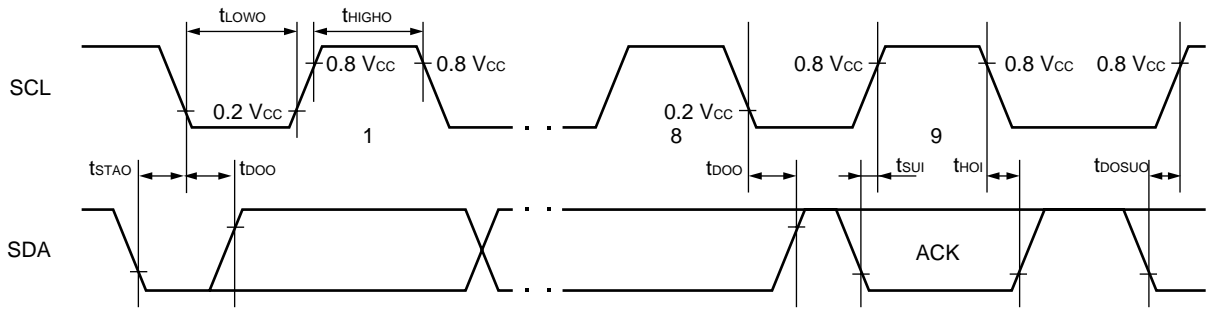 tLOWO tHIGHO
SCL 0.8 VCC 0.8 VCC 0.8 VCC 0.8 VCC 0.8 VCC
0.2 VCC 0.2 VCC
1 8 9
tSTAO tDOO tDOO tSUI tHOI tDOSUO
SDA ACK